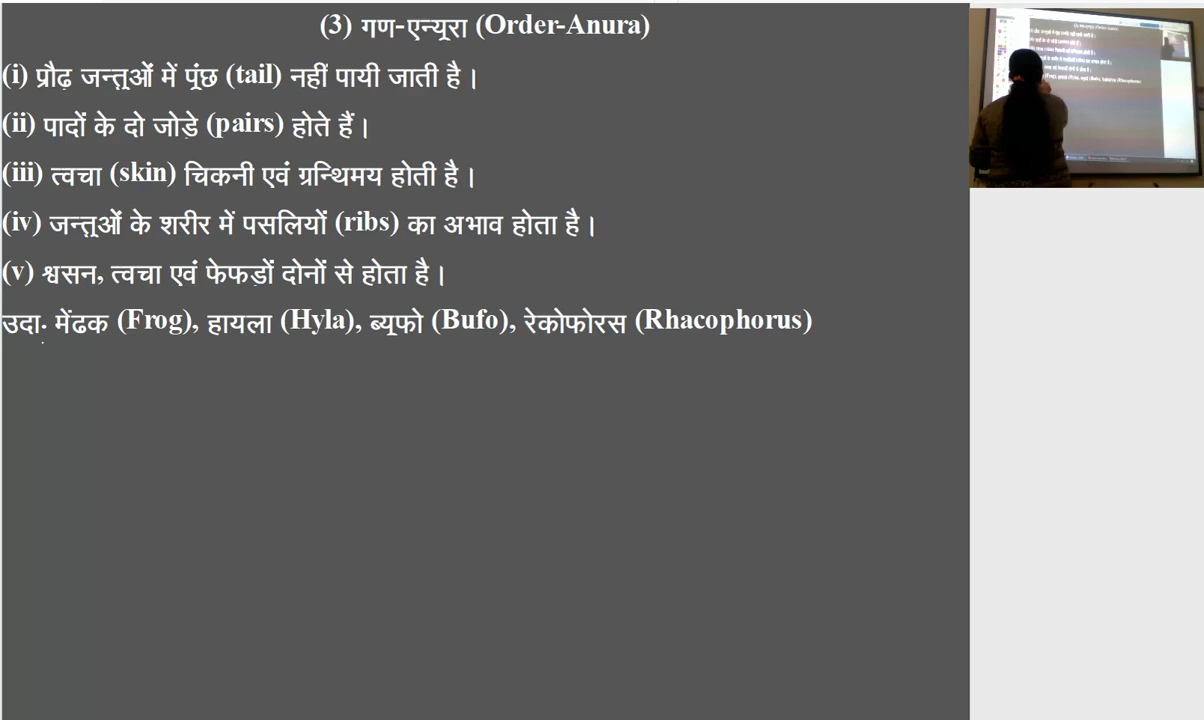 (3) गण-एन्यूरा (Order-Anura)
(i) प्रौढ़ जन्तुओं में पूंछ (tail) नहीं पायी जाती है।
(ii) पादों के दो जोडे (pairs) होते हैं।
(iii) त्वचा (skin) चिकनी एवं ग्रन्थिमय होती है।
(iv) जन्तुओं के शरीर में पसलियों (ribs) का अभाव होता है।
(v) श्वसन, त्वचा एवं फेफड़ों दोनों से होता है।
उदा. मेंढक (Frog), हायला (Hyla), ब्यूफो (Bufo), रेकोफोरस (Rhacophorus)